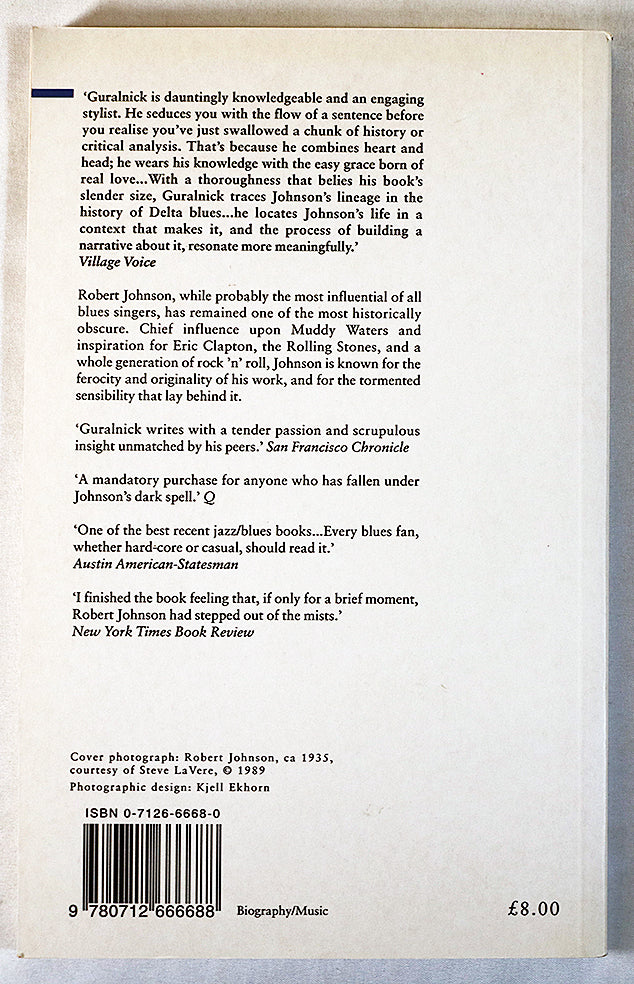 ‘Guralnick is dauntingly knowledgeable and an engaging
stylist. He seduces you with the flow of a sentence before
you realise you’ve just swallowed a chunk of history or
critical analysis. That’s because he combines heart and
head; he wears his knowledge with the easy grace born of
real love...With a thoroughness that belies his book’s
slender size, Guralnick traces Johnson’s lineage in the
history of Delta blues...he locates Johnson’s life in a
context that makes it, and the process of building a
narrative about it, resonate more meaningfully.’
Village Voice
Robert Johnson, while probably the most influential of all
blues singers, has remained one of the most historically
obscure. Chief influence upon Muddy Waters and
inspiration for Eric Clapton, the Rolling Stones, and a
whole generation of rock ’n’ roll, Johnson is known for the
ferocity and originality of his work, and for the tormented
sensibility that lay behind it.
‘Guralnick writes with a tender passion and scrupulous
insight unmatched by his peers.’ San Francisco Chronicle
‘A mandatory purchase for anyone who has fallen under
Johnson’s dark spell.’ Q
‘One of the best recent jazz/blues books...Every blues fan,
whether hard-core or casual, should read it.’
Austin American-Statesman
‘I finished the book feeling that, if only for a brief moment,
Robert Johnson had stepped out of the mists.’
New York Times Book Review
Cover photograph: Robert Johnson, ca 1935,
courtesy of Steve LaVere, © 1989
Photographic design: Kjell Ekhorn
ISBN 0-7126-6668-0
9 780712 666688
Biography/Music
£8.00